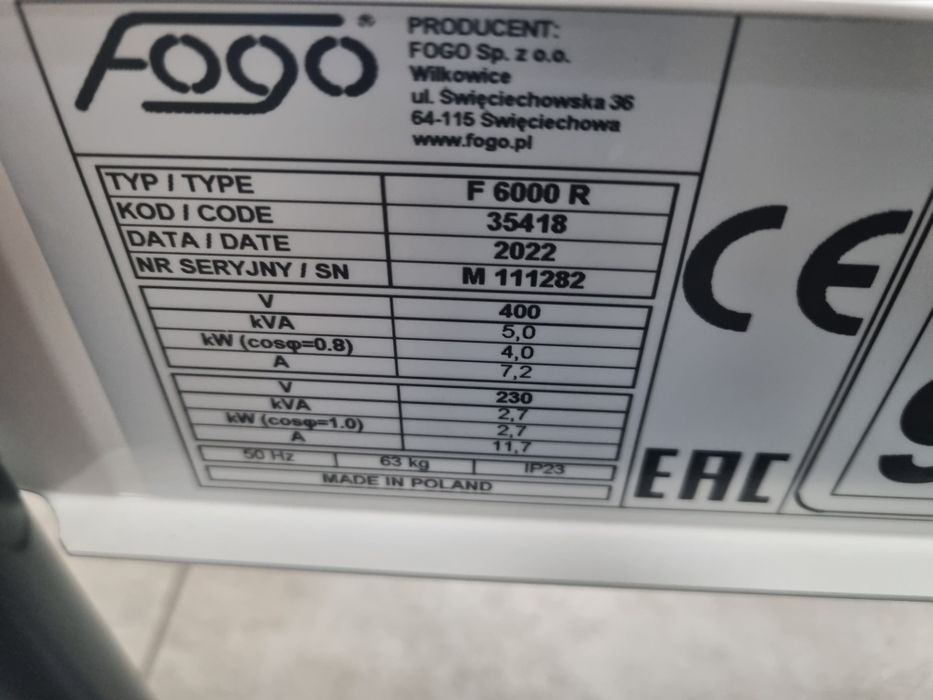 FOGO®
PRODUCENT:
FOGO Sp. z o.o.
Wilkowice
ul. Święciechowska 36
64-115 Święciechowa
www.fogo.pl
TYP / TYPE F 6000 R
KOD / CODE 35418
DATA / DATE 2022
NR SERYJNY / SN M 111282
V 400
kVA 5,0
kW (cosφ=0.8) 4,0
A 7,2
V 230
kVA 2,7
kW (cosφ=1.0) 2,7
A 11,7
50 Hz 63 kg IP23
MADE IN POLAND
CE
EAC